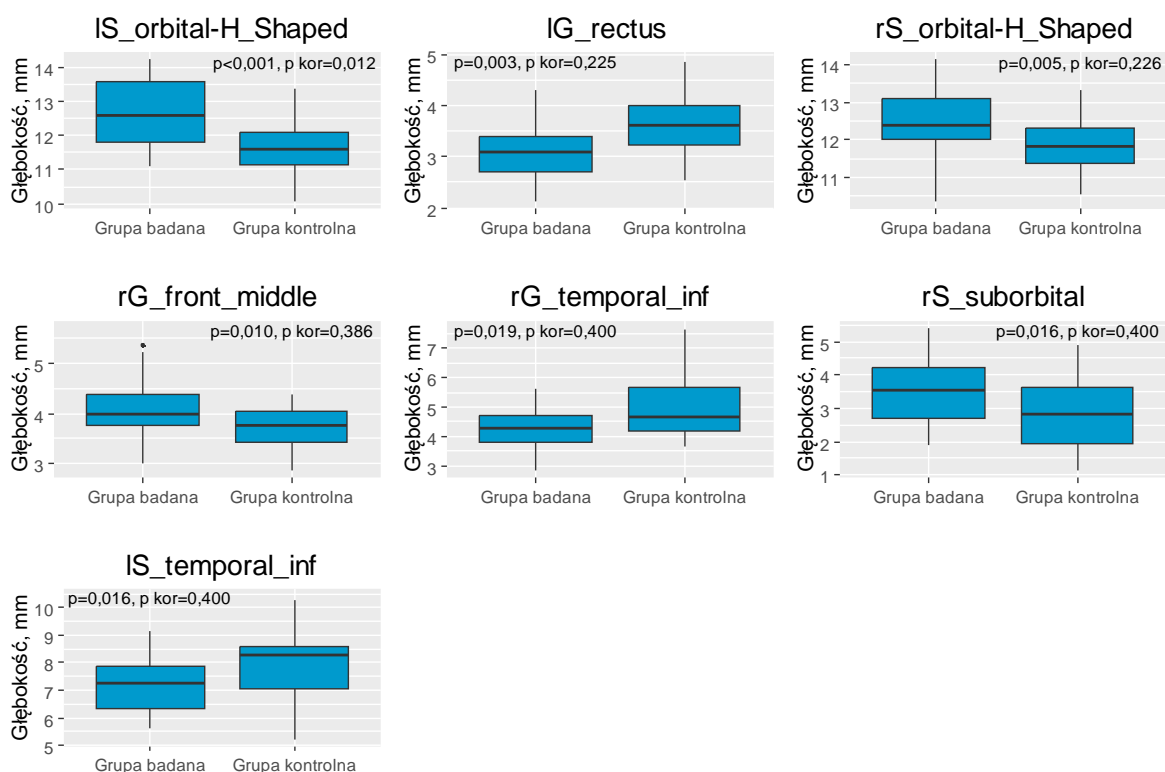 lS_orbital-H_Shaped
Głębokość, mm
14
13
12
11
10
p<0,001, p kor=0,012
Grupa badana Grupa kontrolna
lG_rectus
Głębokość, mm
5
4
3
2
p=0,003, p kor=0,225
Grupa badana Grupa kontrolna
rS_orbital-H_Shaped
Głębokość, mm
14
13
12
11
p=0,005, p kor=0,226
Grupa badana Grupa kontrolna
rG_front_middle
Głębokość, mm
5
4
3
p=0,010, p kor=0,386
Grupa badana Grupa kontrolna
rG_temporal_inf
Głębokość, mm
7
6
5
4
3
p=0,019, p kor=0,400
Grupa badana Grupa kontrolna
rS_suborbital
Głębokość, mm
5
4
3
2
1
p=0,016, p kor=0,400
Grupa badana Grupa kontrolna
lS_temporal_inf
Głębokość, mm
10
9
8
7
6
5
p=0,016, p kor=0,400
Grupa badana Grupa kontrolna